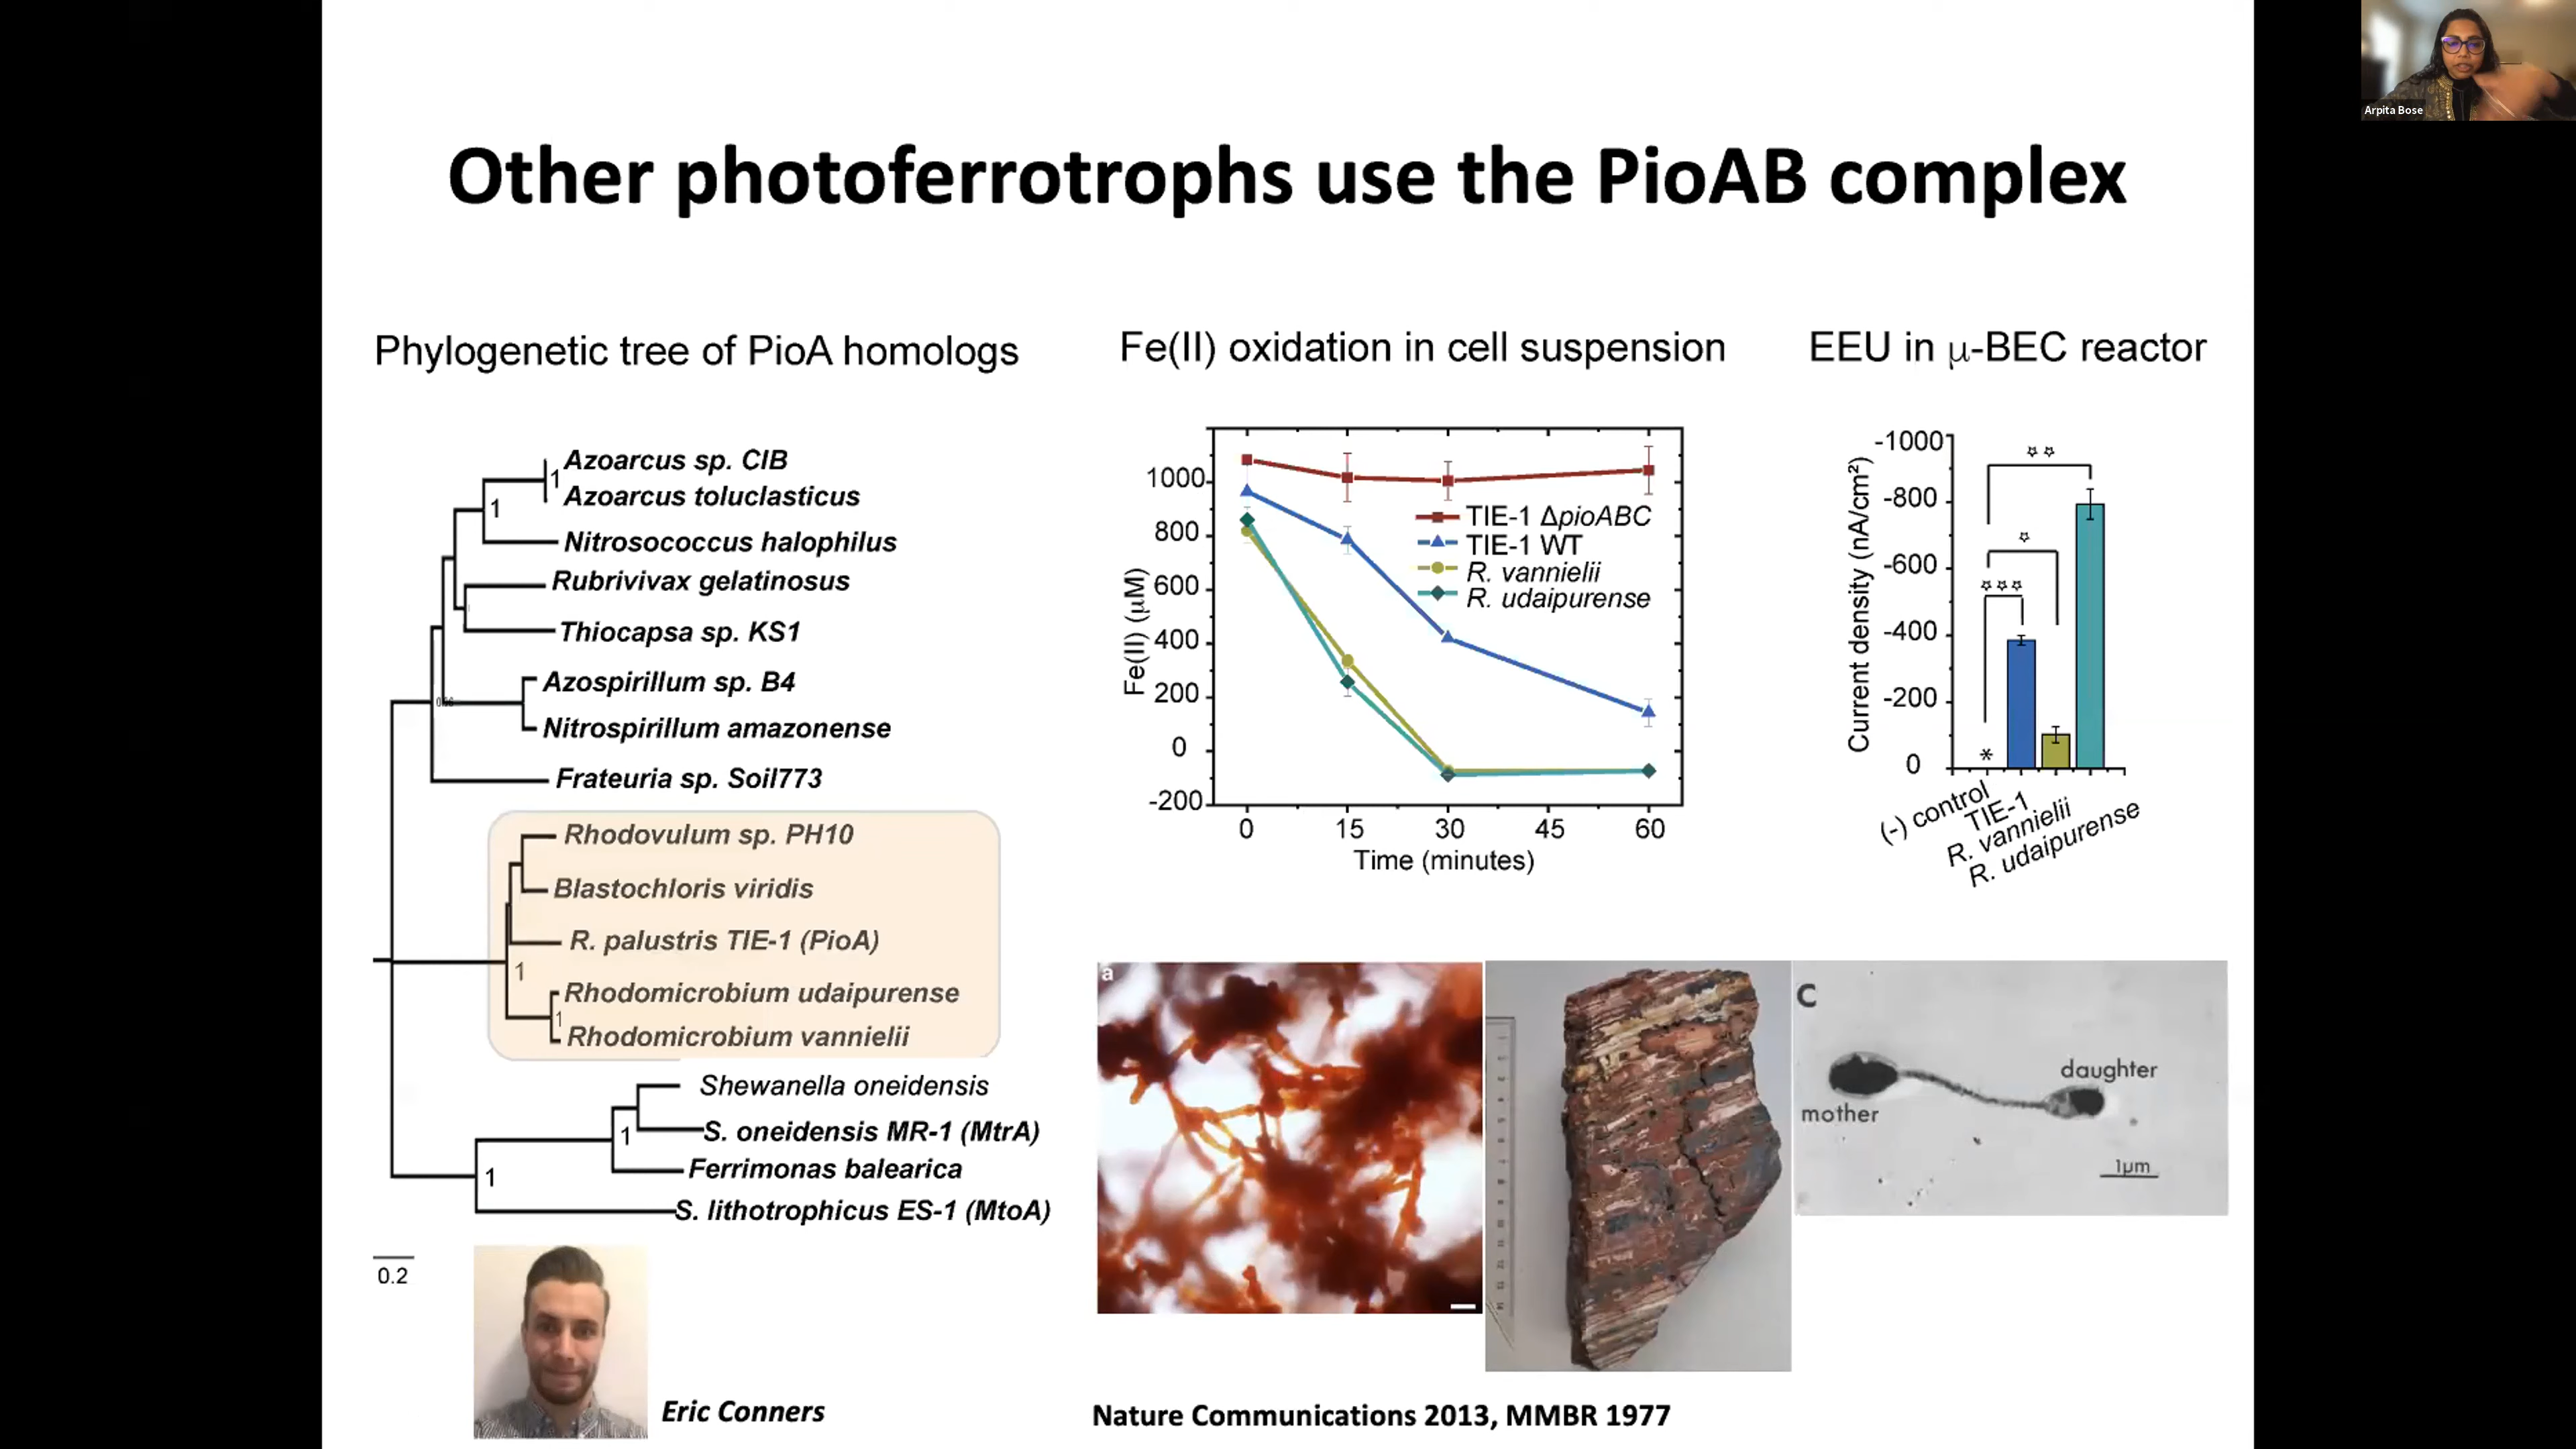 Arpita Bose
Other photoferrotrophs use the PioAB complex
Phylogenetic tree of PioA homologs
Azoarcus sp. CIB
1
Azoarcus toluclasticus
1
Nitrosococcus halophilus
Rubrivivax gelatinosus
Thiocapsa sp. KS1
Azospirillum sp. B4
Nitrospirillum amazonense
Frateuria sp. Soil773
Rhodovulum sp. PH10
Blastochloris viridis
R. palustris TIE-1 (PioA)
1
Rhodomicrobium udaipurense
1
Rhodomicrobium vannielii
Shewanella oneidensis
1
S. oneidensis MR-1 (MtrA)
Ferrimonas balearica
1
S. lithotrophicus ES-1 (MtoA)
0.2
Eric Conners
Fe(II) oxidation in cell suspension
Fe(II) (μM)
1000
800
600
400
200
0
-200
TIE-1 ΔpioABC
TIE-1 WT
R. vannielii
R. udaipurense
0 15 30 45 60
Time (minutes)
EEU in μ-BEC reactor
Current density (nA/cm²)
-1000
-800
-600
-400
-200
0
*
(-) control
TIE-1
R. vannielii
R. udaipurense
a
C
mother
daughter
1μm
Nature Communications 2013, MMBR 1977